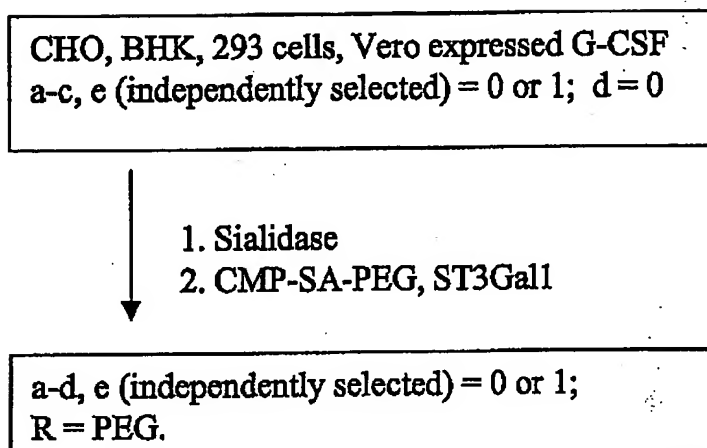 CHO, BHK, 293 cells, Vero expressed G-CSF
a-c, e (independently selected) = 0 or 1; d = 0
1. Sialidase
2. CMP-SA-PEG, ST3Gal1
a-d, e (independently selected) = 0 or 1;
R = PEG.